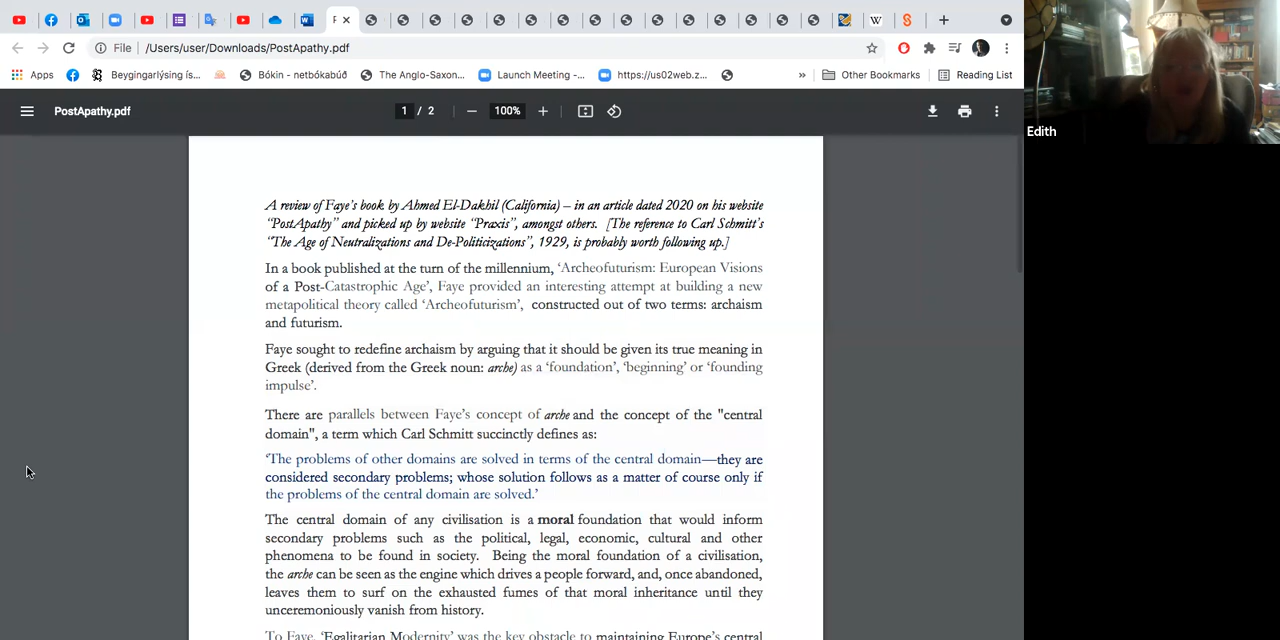 File
/Users/user/Downloads/PostApathy.pdf
Apps
Beygingarlýsing ís...
Bókin - netbókabúð
The Anglo-Saxon...
Launch Meeting -...
https://us02web.z...
»
Other Bookmarks
Reading List
PostApathy.pdf
1 / 2
100%
Edith
A review of Faye's book by Ahmed El-Dakhil (California) – in an article dated 2020 on his website
"PostApathy" and picked up by website "Praxis", amongst others. [The reference to Carl Schmitt's
"The Age of Neutralizations and De-Politicizations", 1929, is probably worth following up.]
In a book published at the turn of the millennium, 'Archeofuturism: European Visions
of a Post-Catastrophic Age', Faye provided an interesting attempt at building a new
metapolitical theory called 'Archeofuturism', constructed out of two terms: archaism
and futurism.
Faye sought to redefine archaism by arguing that it should be given its true meaning in
Greek (derived from the Greek noun: arche) as a 'foundation', 'beginning' or 'founding
impulse'.
There are parallels between Faye's concept of arche and the concept of the "central
domain", a term which Carl Schmitt succinctly defines as:
'The problems of other domains are solved in terms of the central domain—they are
considered secondary problems; whose solution follows as a matter of course only if
the problems of the central domain are solved.'
The central domain of any civilisation is a moral foundation that would inform
secondary problems such as the political, legal, economic, cultural and other
phenomena to be found in society. Being the moral foundation of a civilisation,
the arche can be seen as the engine which drives a people forward, and, once abandoned,
leaves them to surf on the exhausted fumes of that moral inheritance until they
unceremoniously vanish from history.
To Faye, 'Egalitarian Modernity' was the key obstacle to maintaining Europe's central